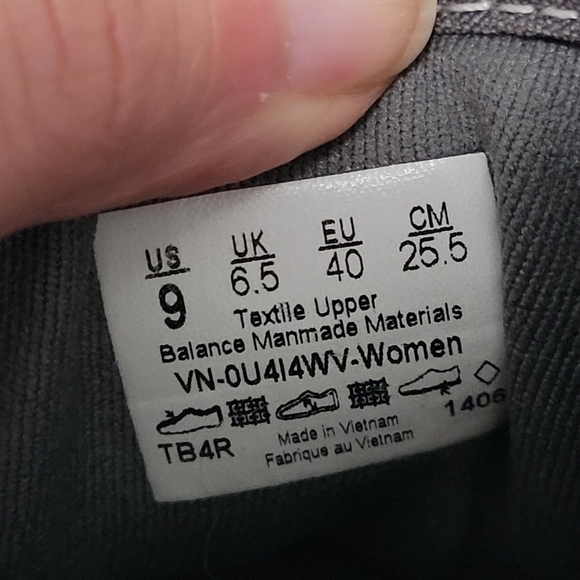 US UK EU CM
9 6.5 40 25.5
Textile Upper
Balance Manmade Materials
VN-0U4I4WV-Women
TB4R 1406
Made in Vietnam
Fabrique au Vietnam